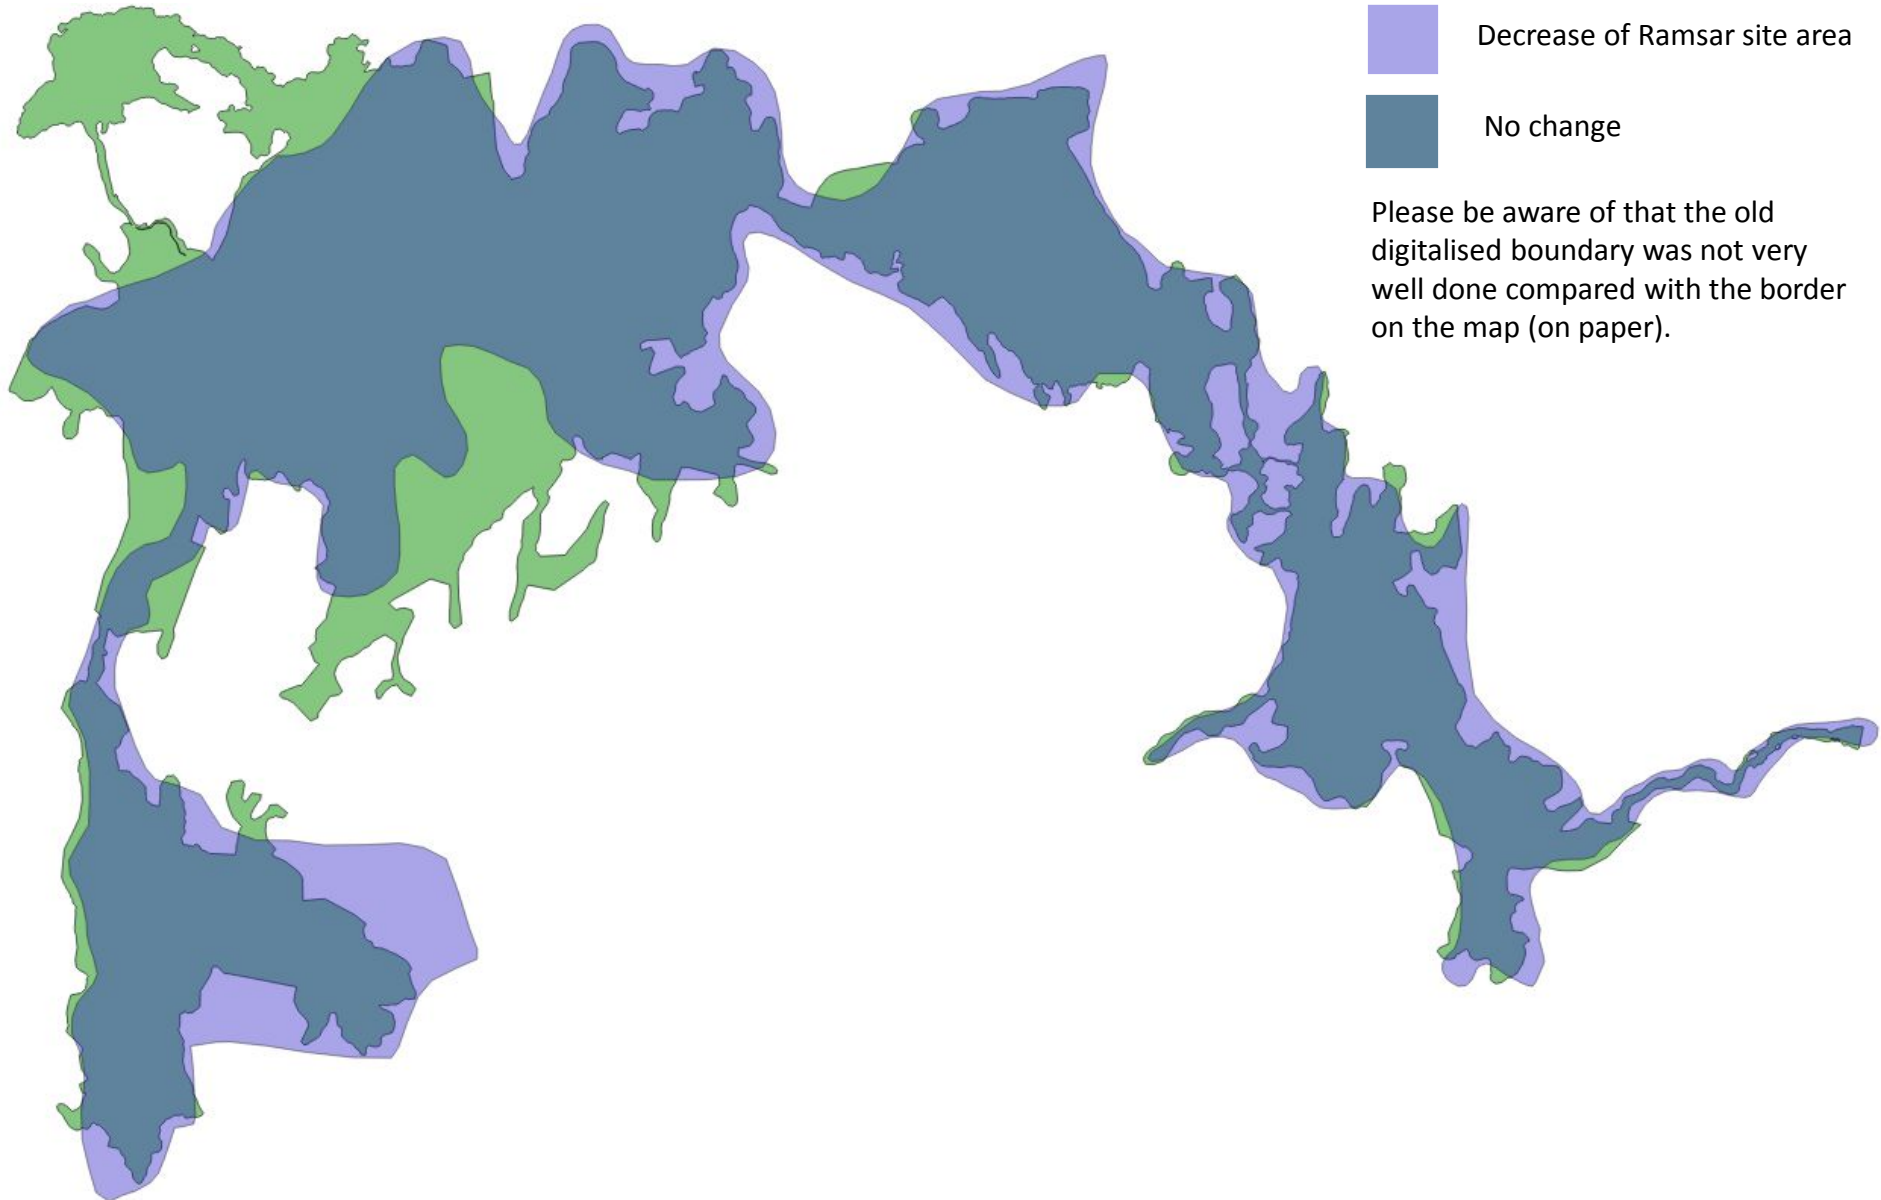 Decrease of Ramsar site area
No change
Please be aware of that the old
digitalised boundary was not very
well done compared with the border
on the map (on paper).